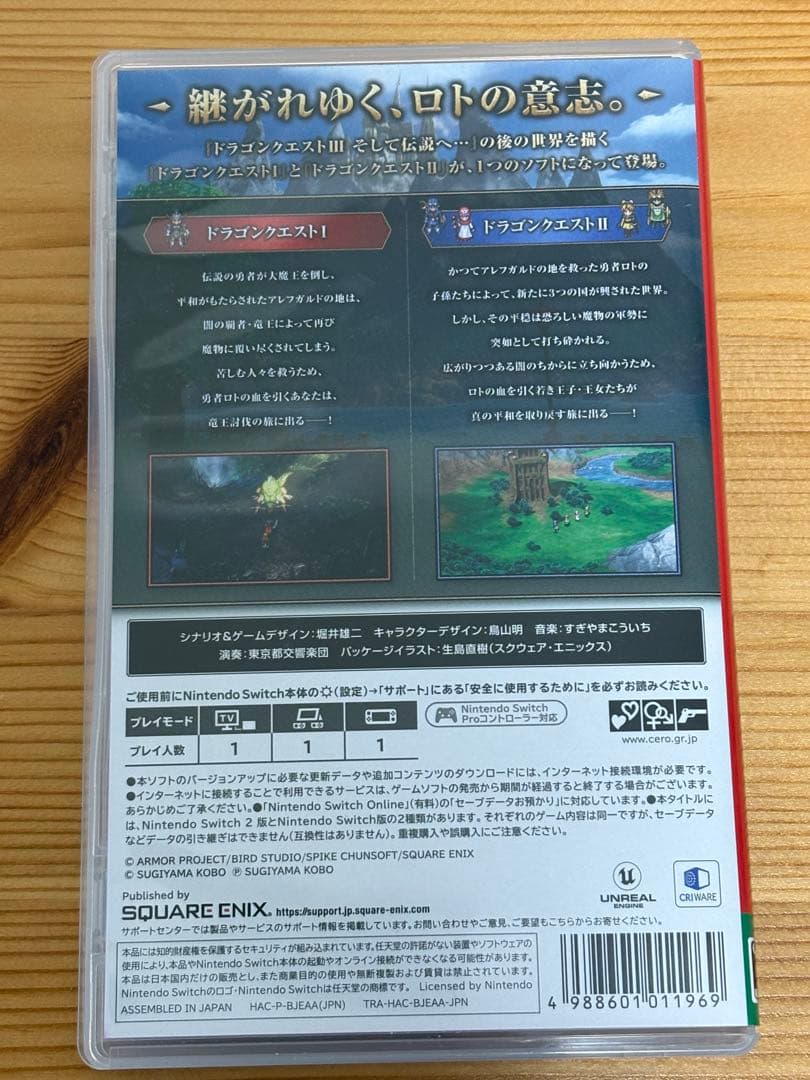 継がれゆく、ロトの意志。
『ドラゴンクエストIII そして伝説へ…』の後の世界を描く
『ドラゴンクエストI』と『ドラゴンクエストII』が、1つのソフトになって登場。
ドラゴンクエストI
伝説の勇者が大魔王を倒し、
平和がもたらされたアレフガルドの地は、
闇の覇者・竜王によって再び
魔物に覆い尽くされてしまう。
苦しむ人々を救うため、
勇者ロトの血を引くあなたは、
竜王討伐の旅に出る──!
ドラゴンクエストII
かつてアレフガルドの地を救った勇者ロトの
子孫たちによって、新たに3つの国が興された世界。
しかし、その平穏は恐ろしい魔物の軍勢に
突如として打ち砕かれる。
広がりつつある闇のちからに立ち向かうため、
ロトの血を引く若き王子・王女たちが
真の平和を取り戻す旅に出る──!
シナリオ&ゲームデザイン:堀井雄二 キャラクターデザイン:鳥山明 音楽:すぎやまこういち
演奏:東京都交響楽団 パッケージイラスト:生島直樹(スクウェア・エニックス)
ご使用前にNintendo Switch本体の(設定)→「サポート」にある「安全に使用するために」を必ずお読みください。
プレイモード TV
プレイ人数 1 1 1
Nintendo Switch
Proコントローラー対応
www.cero.gr.jp
●本ソフトのバージョンアップに必要な更新データや追加コンテンツのダウンロードには、インターネット接続環境が必要です。
●インターネットに接続することで利用できるサービスは、ゲームソフトの発売から期間が経過すると終了する場合がございます。
あらかじめご了承ください。●「Nintendo Switch Online」(有料)の「セーブデータお預かり」に対応しています。●本タイトルに
は、Nintendo Switch 2 版とNintendo Switch版の2種類があります。それぞれのゲーム内容は同一ですが、セーブデータ
などデータの引き継ぎはできません(互換性はありません)。重複購入や誤購入にご注意ください。
© ARMOR PROJECT/BIRD STUDIO/SPIKE CHUNSOFT/SQUARE ENIX
© SUGIYAMA KOBO ℗ SUGIYAMA KOBO
Published by
SQUARE ENIX. https://support.jp.square-enix.com
サポートセンターでは製品やサービスのサポート情報を掲載しています。お問い合わせやご意見、ご要望もこちらからお寄せください。
UNREAL
ENGINE
CRIWARE
本品には知的財産権を保護するセキュリティが組み込まれています。任天堂の許諾がない装置やソフトウェアの
使用により、本品やNintendo Switch本体の起動やオンライン接続ができなくなる可能性があります。
本品は日本国内だけの販売とし、また商業目的の使用や無断複製および賃貸は禁止されています。
Nintendo Switchのロゴ・Nintendo Switchは任天堂の商標です。 Licensed by Nintendo
ASSEMBLED IN JAPAN HAC-P-BJEAA(JPN) TRA-HAC-BJEAA-JPN
4 988601 011969